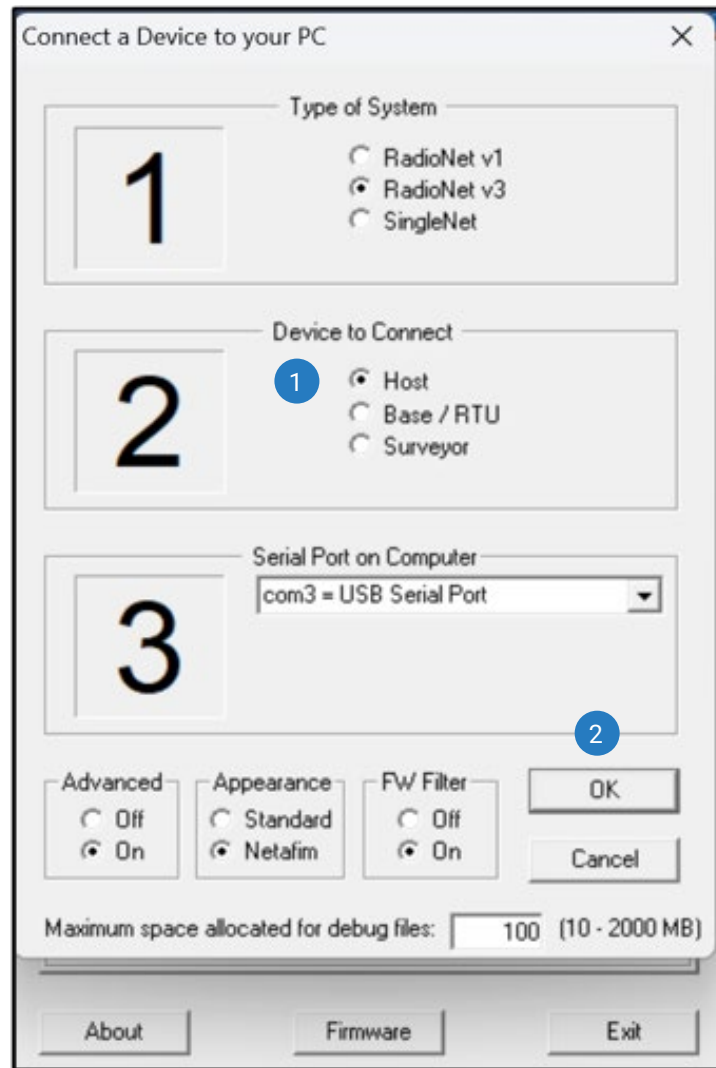 Connect a Device to your PC
Type of System
1
RadioNet v1
RadioNet v3
SingleNet
Device to Connect
2
1
Host
Base / RTU
Surveyor
Serial Port on Computer
3
com3 = USB Serial Port
2
Advanced
Off
On
Appearance
Standard
Netafim
FW Filter
Off
On
OK
Cancel
Maximum space allocated for debug files: 100 (10 - 2000 MB)
About Firmware Exit